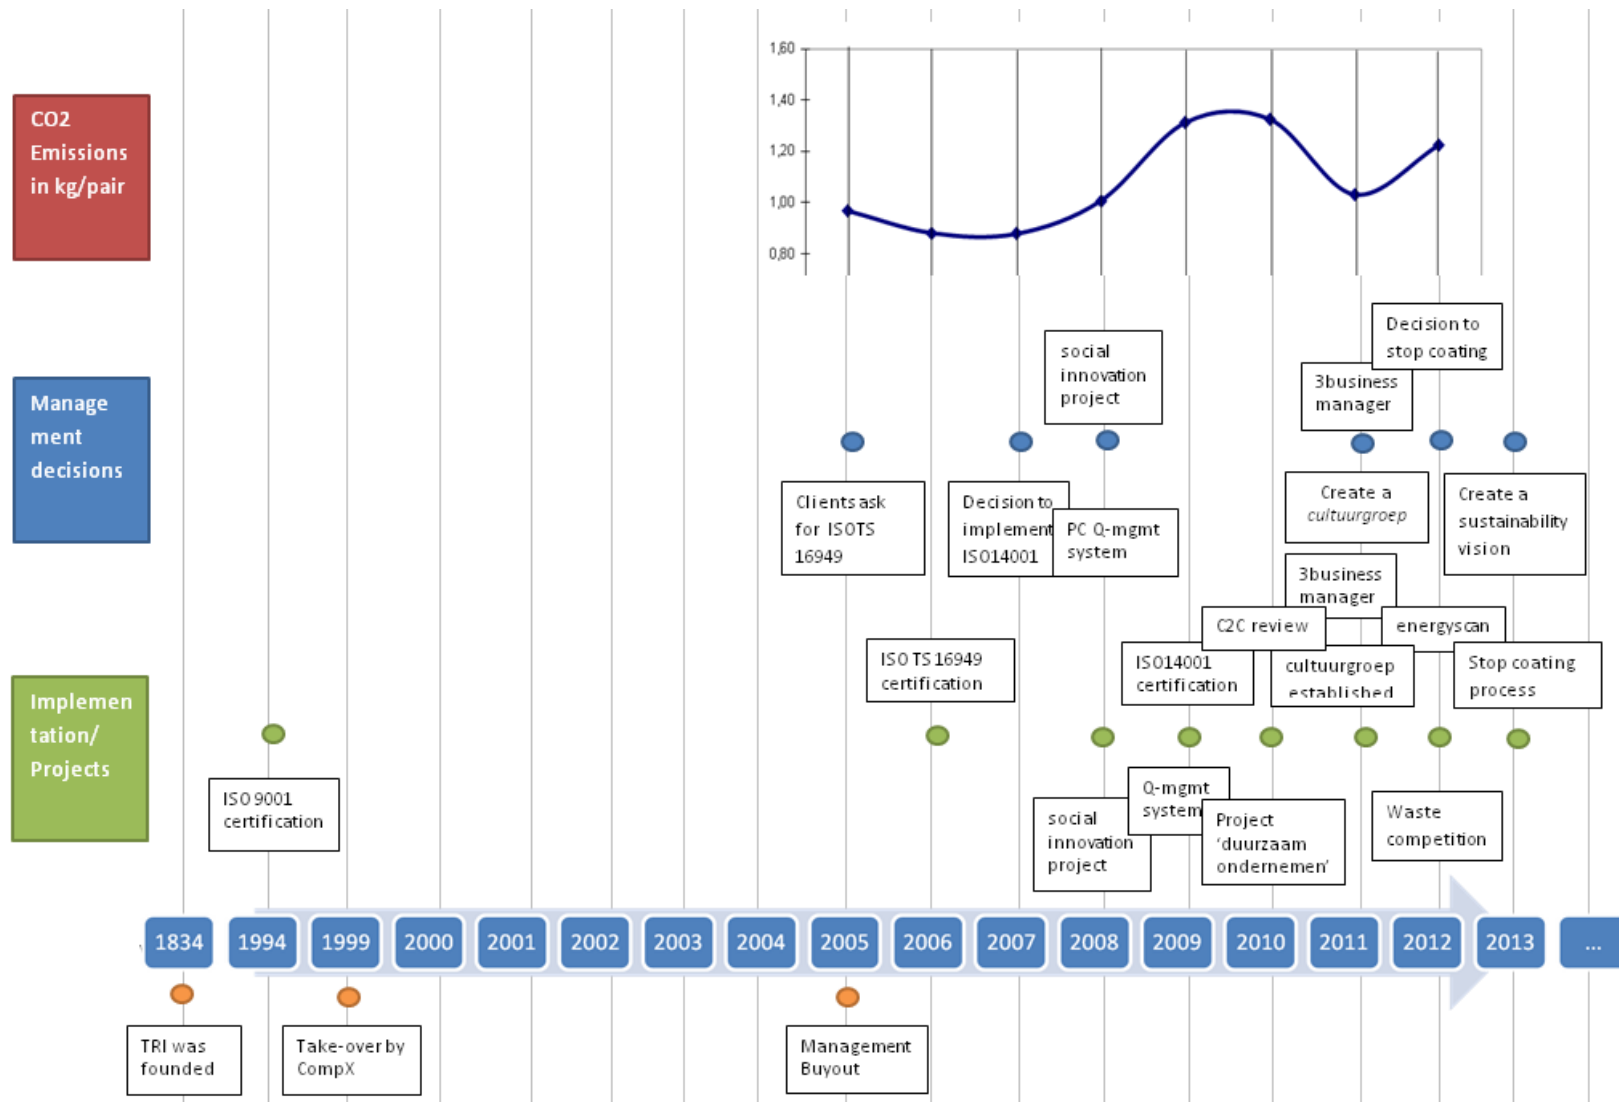 CO2
Emissions
in kg/pair
1,60
1,40
1,20
1,00
0,80
Manage
ment
decisions
Decision to
stop coating
social
innovation
project
3business
manager
Clients ask
for ISOTS
16949
Decision to
implement
ISO14001
PC Q-mgmt
system
Create a
cultuurgroep
Create a
sustainability
vision
Implemen
tation/
Projects
3business
manager
C2C review
energyscan
ISO TS 16949
certification
ISO14001
certification
cultuurgroep
established
Stop coating
process
ISO 9001
certification
social
innovation
project
Q-mgmt
system
Project
‘duurzaam
ondernemen’
Waste
competition
1834
1994
1999
2000
2001
2002
2003
2004
2005
2006
2007
2008
2009
2010
2011
2012
2013
...
TRI was
founded
Take-over by
CompX
Management
Buyout